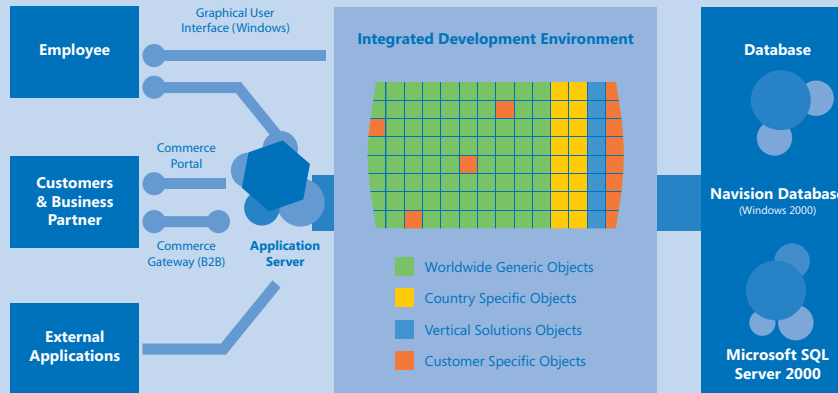 Graphical User
Interface (Windows)
Employee
Integrated Development Environment
Database
Commerce
Portal
Customers
& Business
Partner
Navision Database
(Windows 2000)
Commerce
Gateway (B2B)
Application
Server
Worldwide Generic Objects
Country Specific Objects
Vertical Solutions Objects
Customer Specific Objects
External
Applications
Microsoft SQL
Server 2000